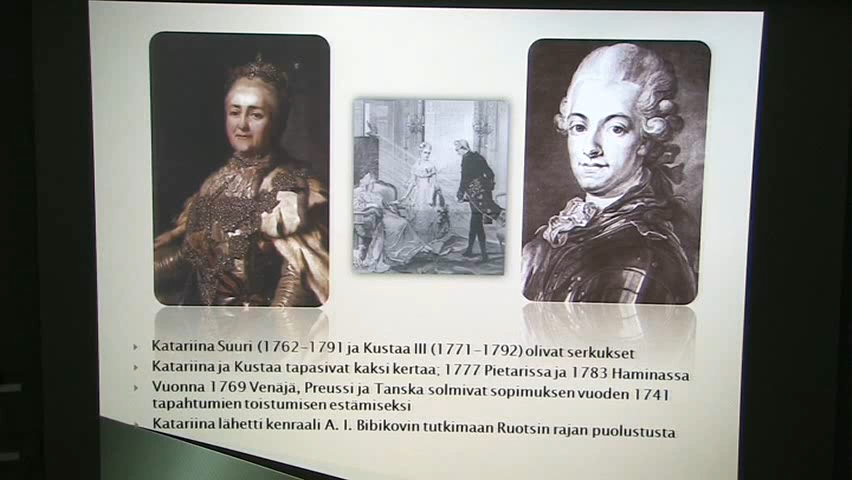 Katariina Suuri (1762-1791 ja Kustaa III (1771-1792) olivat serkukset
Katariina ja Kustaa tapasivat kaksi kertaa; 1777 Pietarissa ja 1783 Haminassa
Vuonna 1769 Venäjä, Preussi ja Tanska solmivat sopimuksen vuoden 1741
tapahtumien toistumisen estämiseksi
Katariina lähetti kenraali A. I. Bibikovin tutkimaan Ruotsin rajan puolustusta